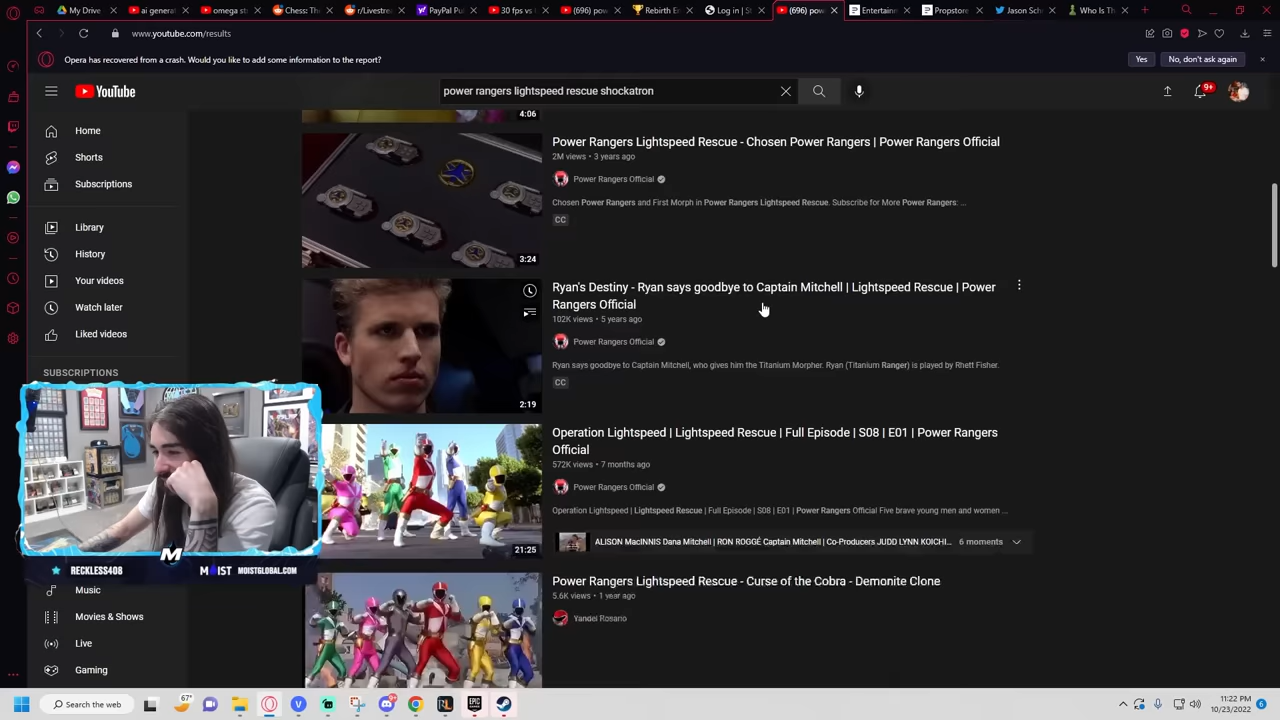 My Drive
ai generat
omega st
Chess: Th
r/Livestrea
PayPal Pu
30 fps vs
(696) pow
Rebirth E
Log in | S
(696) pow
Entertain
Propstore
Jason Sch
Who Is Th
www.youtube.com/results
Opera has recovered from a crash. Would you like to add some information to the report?
Yes
No, don't ask again
YouTube
power rangers lightspeed rescue shockatron
9+
Home
Shorts
Subscriptions
Library
History
Your videos
Watch later
Liked videos
SUBSCRIPTIONS
Music
Movies & Shows
Live
Gaming
4:06
Power Rangers Lightspeed Rescue - Chosen Power Rangers | Power Rangers Official
2M views • 3 years ago
Power Rangers Official
Chosen Power Rangers and First Morph in Power Rangers Lightspeed Rescue. Subscribe for More Power Rangers: ...
CC
3:24
Ryan's Destiny - Ryan says goodbye to Captain Mitchell | Lightspeed Rescue | Power
Rangers Official
102K views • 5 years ago
Power Rangers Official
Ryan says goodbye to Captain Mitchell, who gives him the Titanium Morpher. Ryan (Titanium Ranger) is played by Rhett Fisher.
CC
2:19
Operation Lightspeed | Lightspeed Rescue | Full Episode | S08 | E01 | Power Rangers
Official
572K views • 7 months ago
Power Rangers Official
Operation Lightspeed | Lightspeed Rescue | Full Episode | S08 | E01 | Power Rangers Official Five brave young men and women ...
ALISON MacINNIS Dana Mitchell | RON ROGGÉ Captain Mitchell | Co-Producers JUDD LYNN KOICHI...
6 moments
21:25
Power Rangers Lightspeed Rescue - Curse of the Cobra - Demonite Clone
5.6K views • 1 year ago
Yandel Rosario
M
RECKLESS408
MOIST
MOISTGLOBAL.COM
Search the web
67°
EPIC
11:22 PM
10/23/2022
6